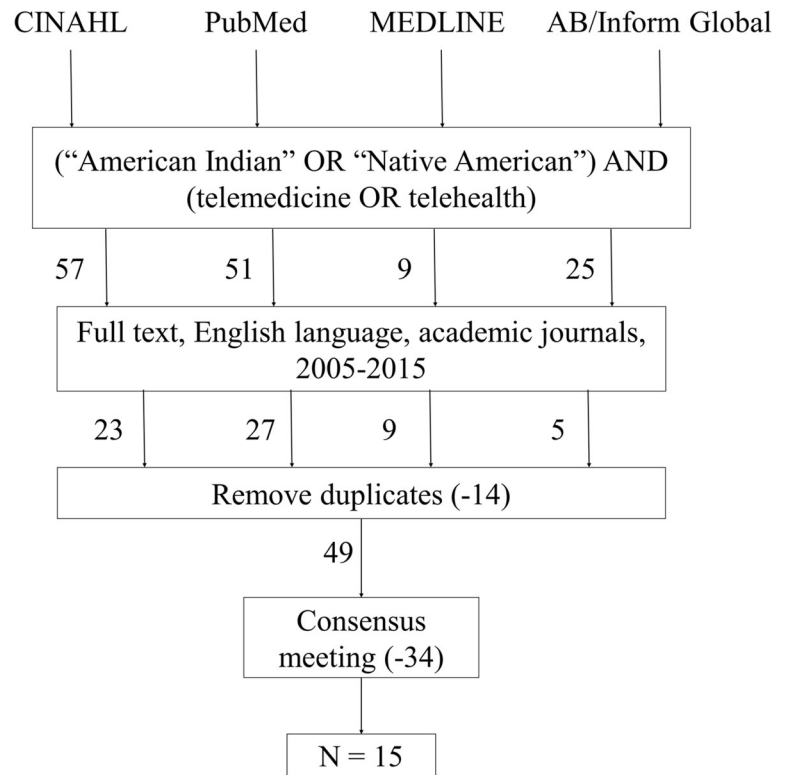 CINAHL PubMed MEDLINE AB/Inform Global
(“American Indian” OR “Native American”) AND
(telemedicine OR telehealth)
57 51 9 25
Full text, English language, academic journals,
2005-2015
23 27 9 5
Remove duplicates (-14)
49
Consensus
meeting (-34)
N = 15